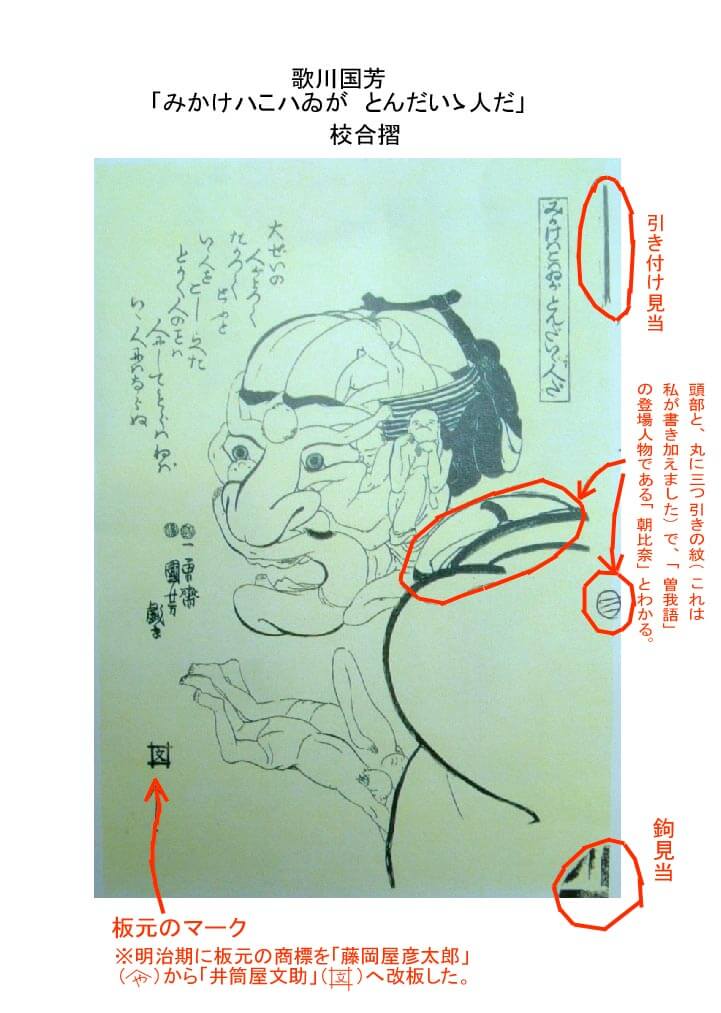 歌川国芳
「みかけハこハゐが　とんだいゝ人だ」
校合摺
引き付け見当
みかけハこハゐがとんだいゝ人だ
大ぜいの
人がよつて
たかつて
とふと
いゝ人を
こしらへた
とかく人のことハ
人にしてもらハねバ
いゝ人にハならぬ
頭部と、丸に三つ引きの紋（これは
私が書き加えました）で、「曽我語」
の登場人物である「朝比奈」とわかる。
一勇斎
國芳
戯画
文
鉤見当
板元のマーク
※明治期に板元の商標を「藤岡屋彦太郎」
（や）から「井筒屋文助」（文）へ改板した。